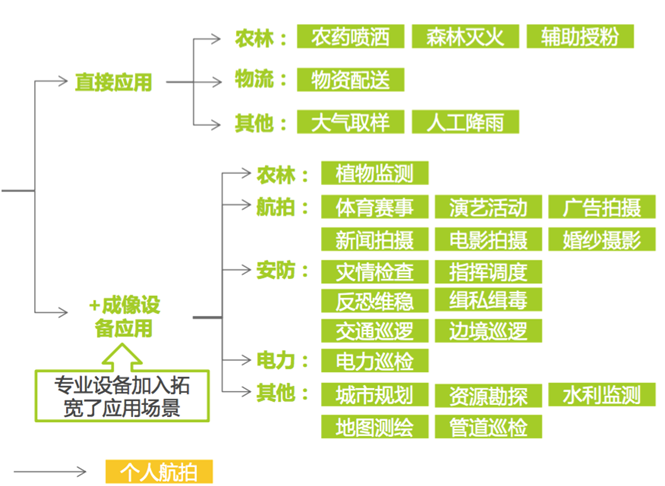 农林： 农药喷洒 森林灭火 辅助授粉
直接应用 物流： 物资配送
其他： 大气取样 人工降雨
农林： 植物监测
航拍： 体育赛事 演艺活动 广告拍摄
新闻拍摄 电影拍摄 婚纱摄影
安防： 灾情检查 指挥调度
+成像设
备应用
反恐维稳 缉私缉毒
交通巡逻 边境巡逻
电力： 电力巡检
专业设备加入拓
宽了应用场景
其他： 城市规划 资源勘探 水利监测
地图测绘 管道巡检
个人航拍